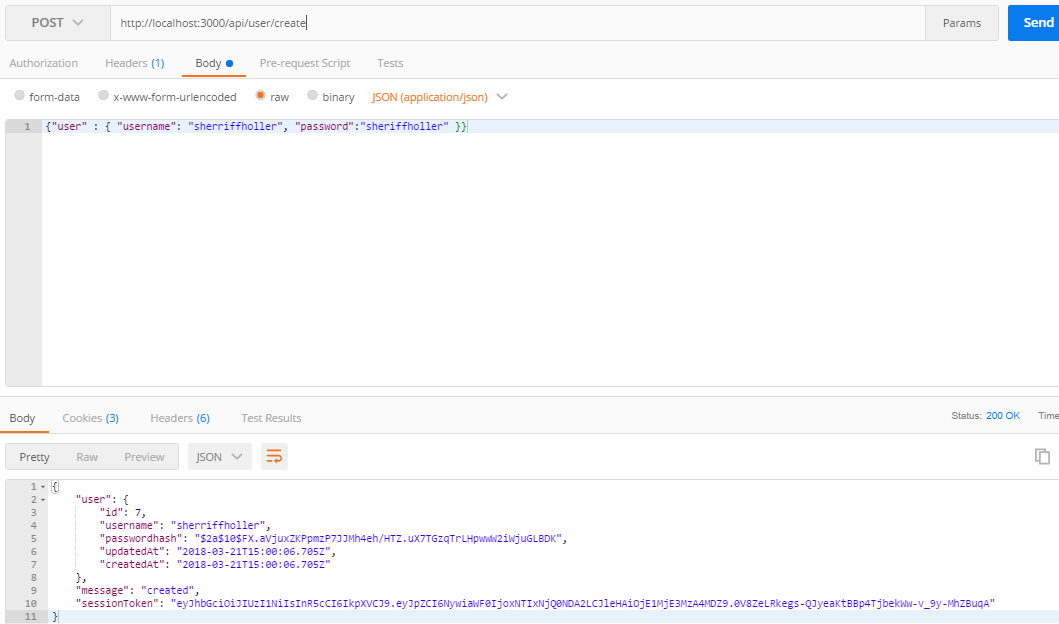 POST http://localhost:3000/api/user/create Params Send
Authorization Headers (1) Body Pre-request Script Tests
form-data x-www-form-urlencoded raw binary JSON (application/json)
1 {"user" : { "username": "sherriffholler", "password":"sheriffholler" }}
Body Cookies (3) Headers (6) Test Results Status: 200 OK Time
Pretty Raw Preview JSON
1 {
2 "user": {
3 "id": 7,
4 "username": "sherriffholler",
5 "passwordhash": "$2a$10$FX.aVjuxZKPpmzP7JJMh4eh/HTZ.uX7TGzqTrLHpwwW2iWjuGLBDK",
6 "updatedAt": "2018-03-21T15:00:06.705Z",
7 "createdAt": "2018-03-21T15:00:06.705Z"
8 },
9 "message": "created",
10 "sessionToken": "eyJhbGciOiJIUzI1NiIsInR5cCI6IkpXVCJ9.eyJpZCI6NywiaWF0IjoxNTIxNjQ0NDA2LCJleHAiOjE1MjE3MzA4MDZ9.0V8ZeLRkegs-QJyeaKtBBp4TjbekWw-v_9y-MhZBuqA"
11 }